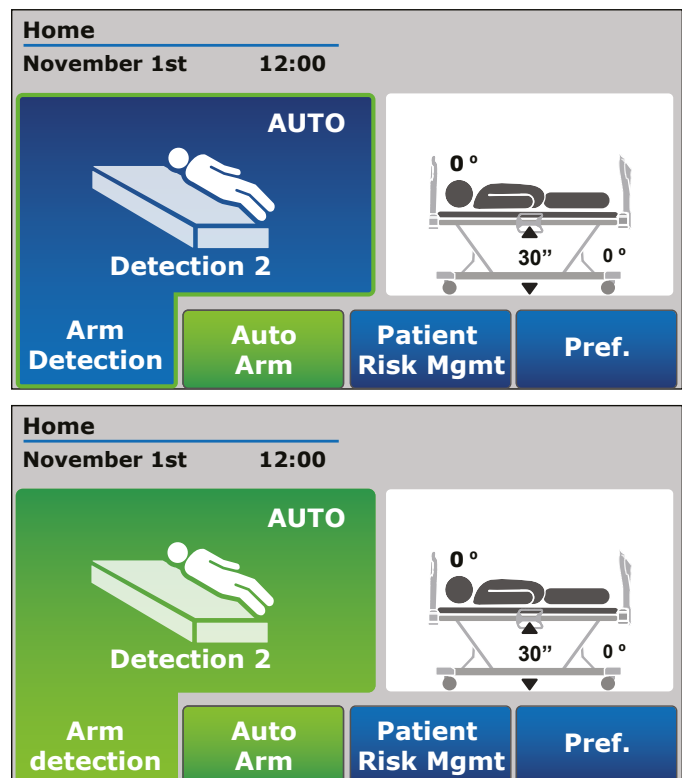 Home
November 1st 12:00
AUTO
0 °
Detection 2
30” 0 °
Arm
Detection
Auto
Arm
Patient
Risk Mgmt
Pref.
Home
November 1st 12:00
AUTO
0 °
Detection 2
30” 0 °
Arm
detection
Auto
Arm
Patient
Risk Mgmt
Pref.